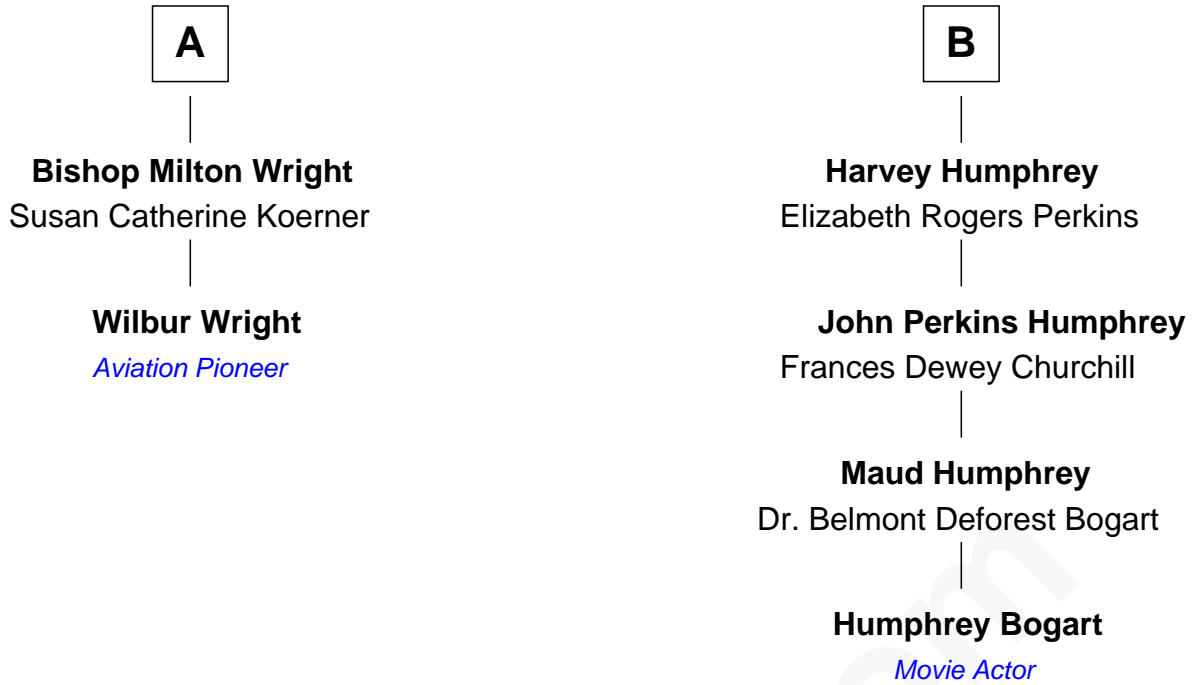 A
Bishop Milton Wright
Susan Catherine Koerner
Wilbur Wright
Aviation Pioneer
B
Harvey Humphrey
Elizabeth Rogers Perkins
John Perkins Humphrey
Frances Dewey Churchill
Maud Humphrey
Dr. Belmont Deforest Bogart
Humphrey Bogart
Movie Actor